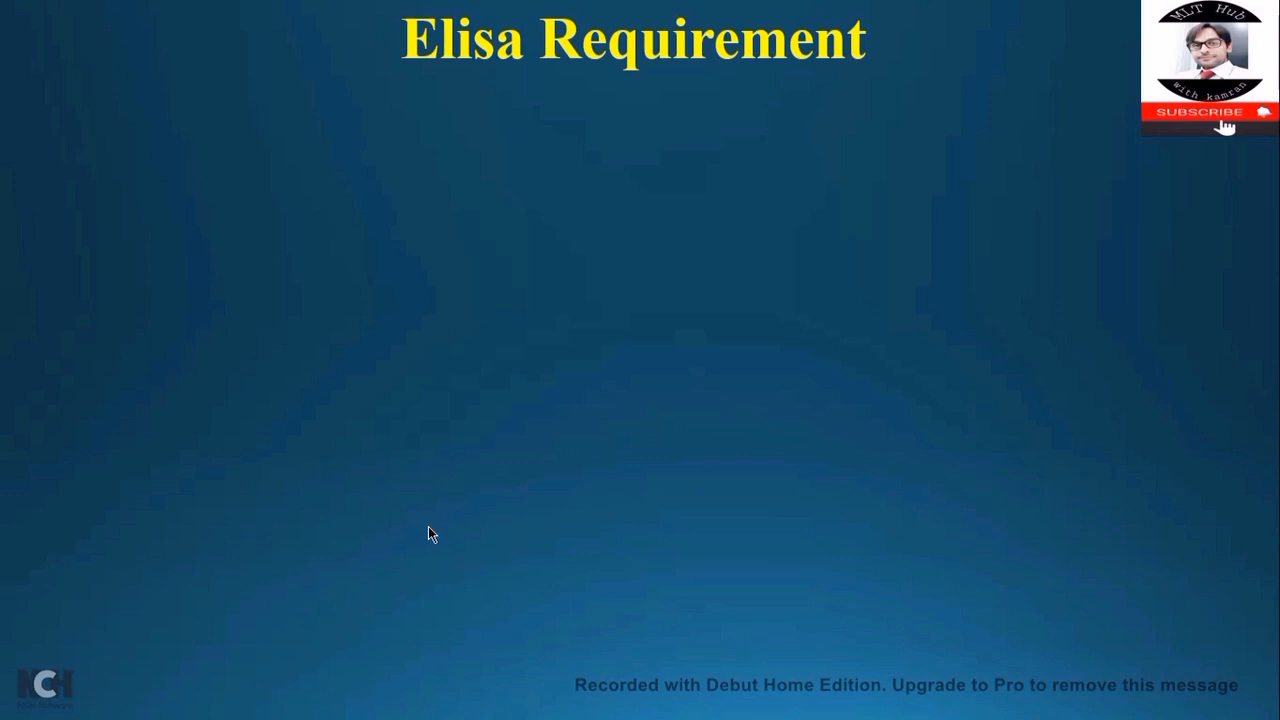 Elisa Requirement
MLT Hub
with kamran
SUBSCRIBE
NCH
Recorded with Debut Home Edition. Upgrade to Pro to remove this message